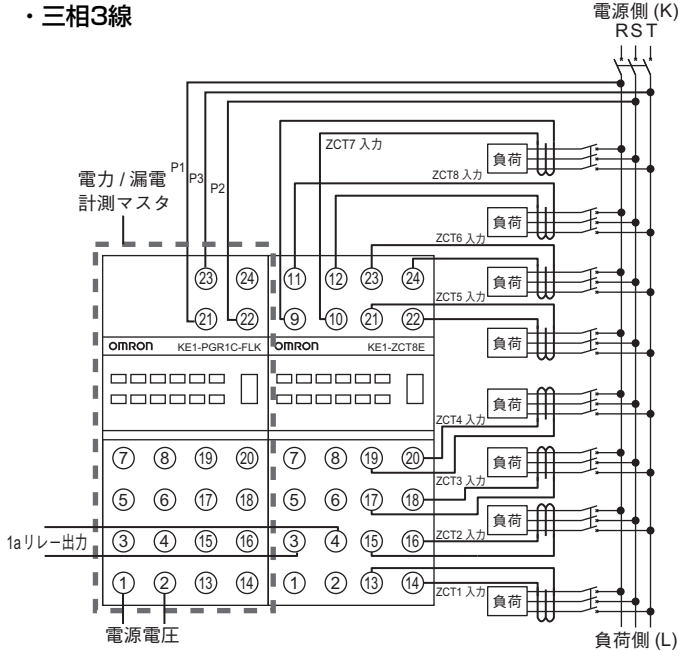 ・三相3線
電源側 (K)
R S T
P1
P3
P2
電力 / 漏電
計測マスタ
ZCT7 入力
負荷
ZCT8 入力
負荷
ZCT6 入力
負荷
ZCT5 入力
負荷
23 24 11 12 23 24
21 22 9 10 21 22
OMRON KE1-PGR1C-FLK OMRON KE1-ZCT8E
負荷
ZCT4 入力
7 8 19 20 7 8 19 20
負荷
ZCT3 入力
5 6 17 18 5 6 17 18
負荷
ZCT2 入力
1aリレー出力
3 4 15 16 3 4 15 16
1 2 13 14 1 2 13 14
ZCT1 入力
負荷
電源電圧
負荷側 (L)